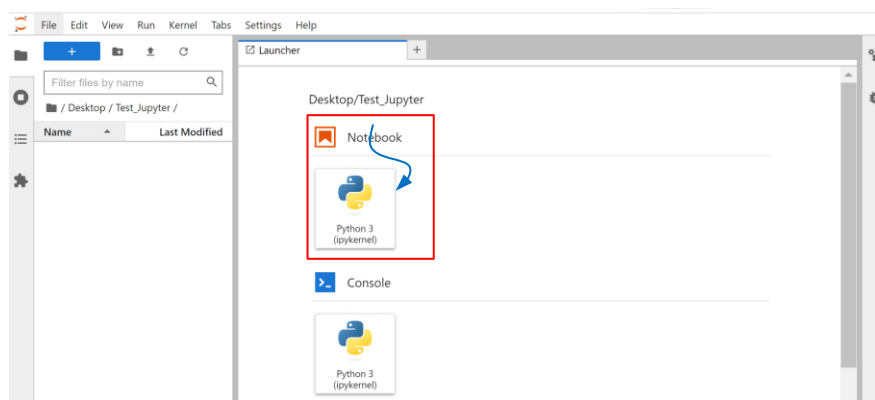 File Edit View Run Kernel Tabs Settings Help
+
Launcher +
Filter files by name
/ Desktop / Test_Jupyter /
Name Last Modified
Desktop/Test_Jupyter
Notebook
Python 3
(ipykernel)
Console
Python 3
(ipykernel)